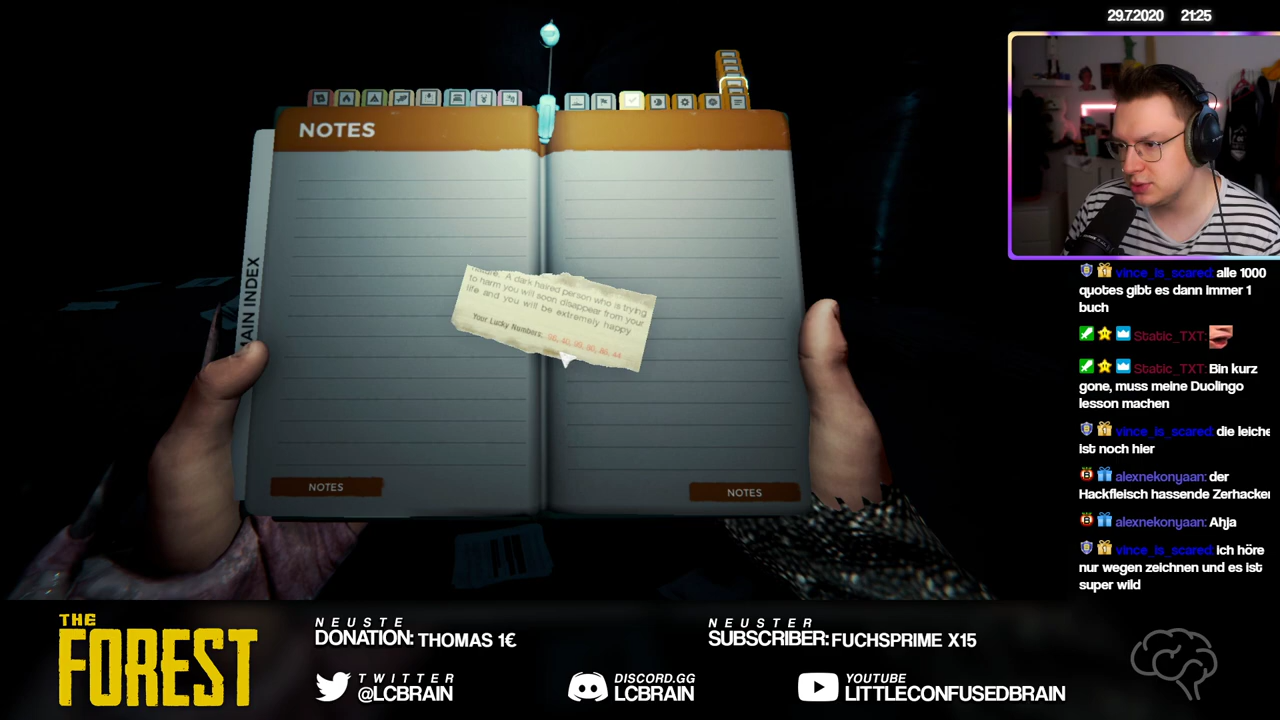 29.7.2020 21:25
NOTES
MAIN INDEX
A dark haired person who is trying
to harm you will soon disappear from your
life and you will be extremely happy
Your Lucky Numbers:
NOTES
NOTES
vince_is_scared: alle 1000
quotes gibt es dann immer 1
buch
Static_TXT:
Static_TXT: Bin kurz
gone, muss meine Duolingo
lesson machen
vince_is_scared: die leiche
ist noch hier
alexnekonyaan: der
Hackfleisch hassende Zerhacker
alexnekonyaan: Ahja
vince_is_scared: Ich höre
nur wegen zeichnen und es ist
super wild
THE
FOREST
NEUSTE
DONATION: THOMAS 1€
NEUSTER
SUBSCRIBER: FUCHSPRIME X15
TWITTER
@LCBRAIN
DISCORD.GG
LCBRAIN
YOUTUBE
LITTLECONFUSEDBRAIN